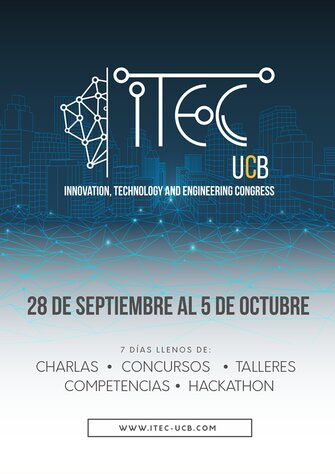 iTEC
UCB
INNOVATION, TECHNOLOGY AND ENGINEERING CONGRESS
28 DE SEPTIEMBRE AL 5 DE OCTUBRE
7 DÍAS LLENOS DE:
CHARLAS • CONCURSOS • TALLERES
COMPETENCIAS • HACKATHON
WWW.ITEC-UCB.COM